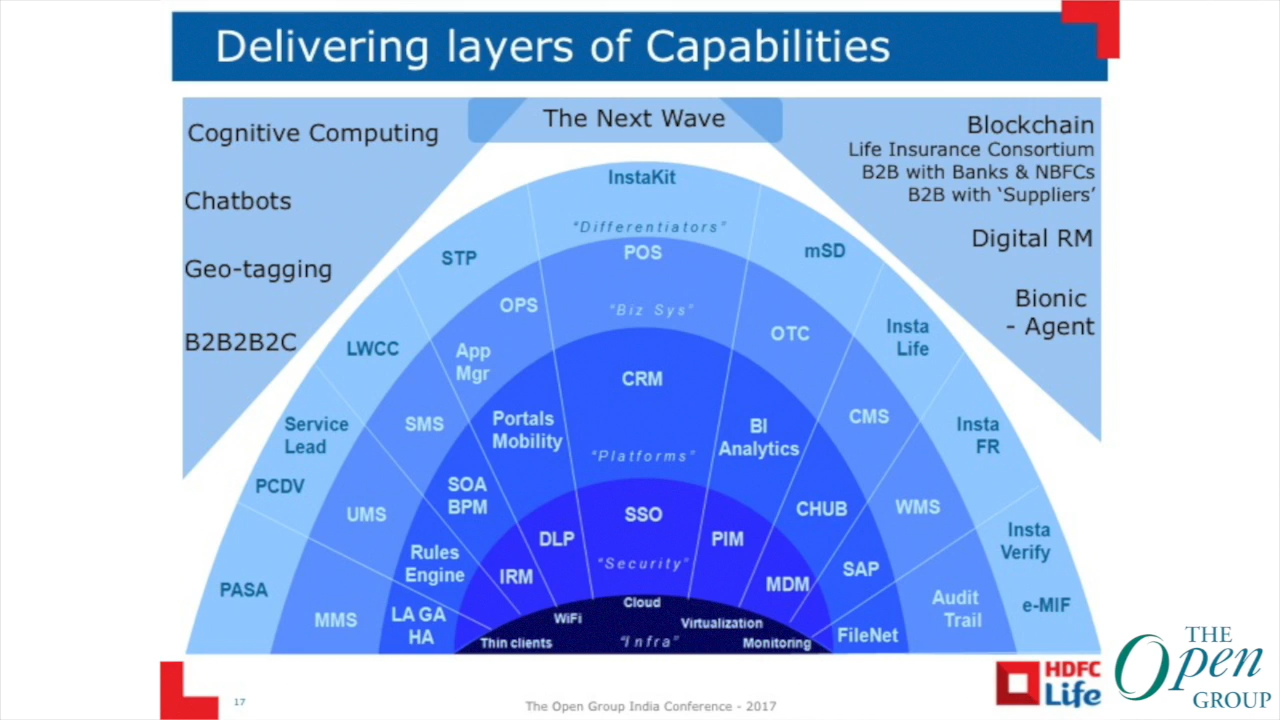 Delivering layers of Capabilities
The Next Wave
Cognitive Computing
Chatbots
Geo-tagging
B2B2B2C
Blockchain
Life Insurance Consortium
B2B with Banks & NBFCs
B2B with ‘Suppliers’
Digital RM
Bionic
- Agent
InstaKit
“Differentiators”
STP
mSD
LWCC
Insta
Life
Service
Lead
Insta
FR
PCDV
Insta
Verify
PASA
e-MIF
POS
“Biz Sys”
OPS
OTC
App
Mgr
SMS
CMS
UMS
WMS
MMS
Audit
Trail
CRM
“Platforms”
Portals
Mobility
BI
Analytics
SOA
BPM
CHUB
Rules
Engine
SAP
LA GA
HA
FileNet
SSO
“Security”
DLP
PIM
IRM
MDM
Cloud
WiFi
Virtualization
Thin clients
“Infra”
Monitoring
17
The Open Group India Conference - 2017
HDFC
Life
THE
Open
GROUP